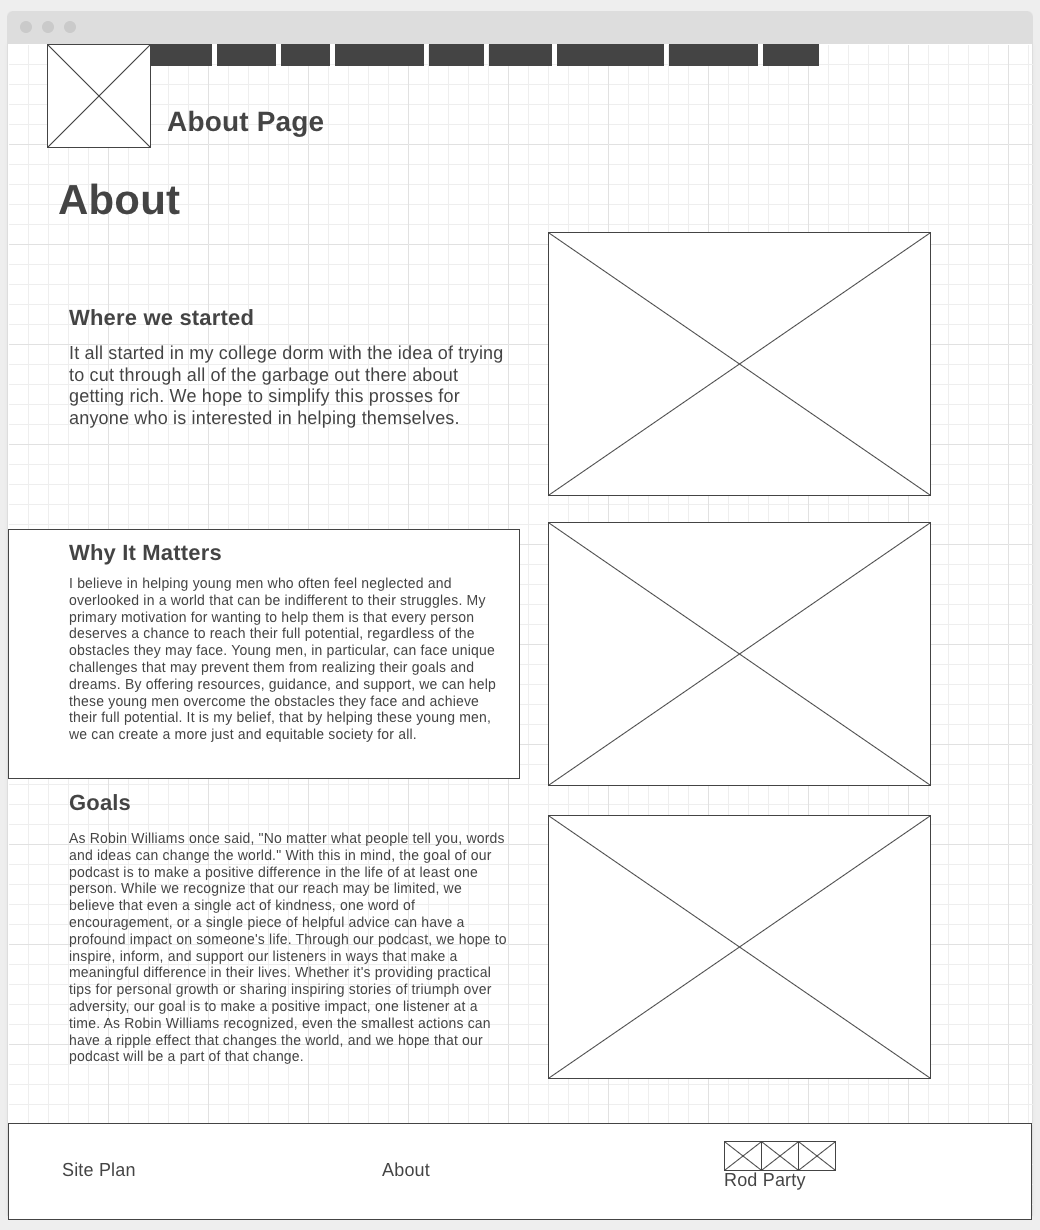 About Page
About
Where we started
It all started in my college dorm with the idea of trying
to cut through all of the garbage out there about
getting rich. We hope to simplify this prosses for
anyone who is interested in helping themselves.
Why It Matters
I believe in helping young men who often feel neglected and
overlooked in a world that can be indifferent to their struggles. My
primary motivation for wanting to help them is that every person
deserves a chance to reach their full potential, regardless of the
obstacles they may face. Young men, in particular, can face unique
challenges that may prevent them from realizing their goals and
dreams. By offering resources, guidance, and support, we can help
these young men overcome the obstacles they face and achieve
their full potential. It is my belief, that by helping these young men,
we can create a more just and equitable society for all.
Goals
As Robin Williams once said, "No matter what people tell you, words
and ideas can change the world." With this in mind, the goal of our
podcast is to make a positive difference in the life of at least one
person. While we recognize that our reach may be limited, we
believe that even a single act of kindness, one word of
encouragement, or a single piece of helpful advice can have a
profound impact on someone's life. Through our podcast, we hope to
inspire, inform, and support our listeners in ways that make a
meaningful difference in their lives. Whether it's providing practical
tips for personal growth or sharing inspiring stories of triumph over
adversity, our goal is to make a positive impact, one listener at a
time. As Robin Williams recognized, even the smallest actions can
have a ripple effect that changes the world, and we hope that our
podcast will be a part of that change.
Site Plan
About
Rod Party